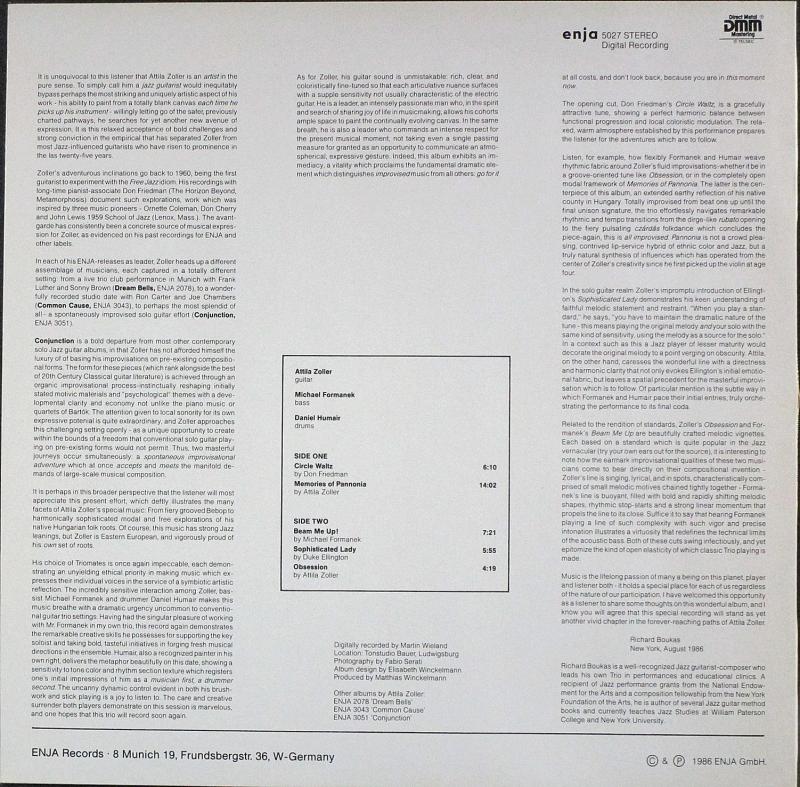 enja 5027 STEREO
Digital Recording
Direct Metal
DMM
Mastering
It is unequivocal to this listener that Attila Zoller is an artist in the
pure sense. To simply call him a jazz guitarist would inevitably
bypass perhaps the most striking and uniquely artistic aspect of his
work - his ability to paint from a totally blank canvas each time he
picks up his instrument - willingly letting go of the safer, previously
charted pathways, he searches for yet another new avenue of
expression. It is this relaxed acceptance of bold challenges and
strong conviction in the empirical that has separated Zoller from
most Jazz-influenced guitarists who have risen to prominence in
the las twenty-five years.
Zoller's adventurous inclinations go back to 1960, being the first
guitarist to experiment with the Free Jazz idiom. His recordings with
long-time pianist-associate Don Friedman (The Horizon Beyond,
Metamorphosis) document such explorations, work which was
inspired by three music pioneers - Ornette Coleman, Don Cherry
and John Lewis 1959 School of Jazz (Lenox, Mass.). The avant-
garde has consistently been a concrete source of musical expres-
sion for Zoller, as evidenced on his past recordings for ENJA and
other labels.
In each of his ENJA-releases as leader, Zoller heads up a different
assemblage of musicians, each captured in a totally different
setting: from a live trio club performance in Munich with Frank
Luther and Sonny Brown (Dream Bells, ENJA 2078), to a wonder-
fully recorded studio date with Ron Carter and Joe Chambers
(Common Cause, ENJA 3043), to perhaps the most splendid of
all - a spontaneously improvised solo guitar effort (Conjunction,
ENJA 3051).
Conjunction is a bold departure from most other contemporary
solo Jazz guitar albums, in that Zoller has not afforded himself the
luxury of of basing his improvisations on pre-existing compositio-
nal forms. The form for these pieces (which rank alongside the best
of 20th Century Classical guitar literature) is achieved through an
organic improvisational process-instinctually reshaping initially
stated motivic materials and "psychological" themes with a deve-
lopmental clarity and economy not unlike the piano music or
quartets of Bartók. The attention given to local sonority for its own
expressive potenial is quite extraordinary, and Zoller approaches
this challenging setting openly - as a unique opportunity to create
within the bounds of a freedom that conventional solo guitar play-
ing on pre-existing forms would not permit. Thus, two masterful
journeys occur simultaneously: a spontaneous improvisational
adventure which at once accepts and meets the manifold de-
mands of large-scale musical composition.
It is perhaps in this broader perspective that the listener will most
appreciate this present effort, which deftly illustrates the many
facets of Attila Zoller's special music: From fiery grooved Bebop to
harmonically sophisticated modal and free explorations of his
native Hungarian folk roots. Of course, this music has strong Jazz
leanings, but Zoller is Eastern European, and vigorously proud of
his own set of roots.
His choice of Triomates is once again impeccable, each demon-
strating an unyielding ethical priority in making music which ex-
presses their individual voices in the service of a symbiotic artistic
reflection. The incredibly sensitive interaction among Zoller, bas-
sist Michael Formanek and drummer Daniel Humair makes this
music breathe with a dramatic urgency uncommon to conventio-
nal guitar trio settings. Having had the singular pleasure of working
with Mr. Formanek in my own trio, this record again demonstrates
the remarkable creative skills he possesses for supporting the key
soloist and taking bold, tasteful initiatives in forging fresh musical
directions in the ensemble. Humair, also a recognized painter in his
own right, delivers the metaphor beautifully on this date, showing a
sensitivity to tone color and rhythm section texture which registers
one's initial impressions of him as a musician first, a drummer
second. The uncanny dynamic control evident in both his brush-
work and stick playing is a joy to listen to. The care and creative
surrender both players demonstrate on this session is marvelous,
and one hopes that this trio will record soon again.
As for Zoller, his guitar sound is unmistakable: rich, clear, and
coloristically fine-tuned so that each articulative nuance surfaces
with a supple sensitivity not usually characteristic of the electric
guitar. He is a leader, an intensely passionate man who, in the spirit
and search of sharing joy of life in musicmaking, allows his cohorts
ample space to paint the continually evolving canvas. In the same
breath, he is also a leader who commands an intense respect for
the present musical moment, not taking even a single passing
measure for granted as an opportunity to communicate an atmo-
spherical, expressive gesture. Indeed, this album exhibits an im-
mediacy, a vitality which proclaims the fundamental dramatic ele-
ment which distinguishes improvised music from all others: go for it
Attila Zoller
guitar
Michael Formanek
bass
Daniel Humair
drums
SIDE ONE
Circle Waltz 6:10
by Don Friedman
Memories of Pannonia 14:02
by Attila Zoller
SIDE TWO
Beam Me Up! 7:21
by Michael Formanek
Sophisticated Lady 5:55
by Duke Ellington
Obsession 4:19
by Attila Zoller
Digitally recorded by Martin Wieland
Location: Tonstudio Bauer, Ludwigsburg
Photography by Fabio Serati
Album design by Elisabeth Winckelmann
Produced by Matthias Winckelmann
Other albums by Attila Zoller:
ENJA 2078 'Dream Bells'
ENJA 3043 'Common Cause'
ENJA 3051 'Conjunction'
at all costs, and don't look back, because you are in this moment
now.
The opening cut, Don Friedman's Circle Waltz, is a gracefully
attractive tune, showing a perfect harmonic balance between
functional progression and local coloristic modulation. The rela-
xed, warm atmosphere established by this performance prepares
the listener for the adventures which are to follow.
Listen, for example, how flexibly Formanek and Humair weave
rhythmic fabric around Zoller's fluid improvisations-whether it be in
a groove-oriented tune like Obsession, or in the completely open
modal framework of Memories of Pannonia. The latter is the cen-
terpiece of this album, an extended earthy reflection of his native
county in Hungary. Totally improvised from beat one up until the
final unison signature, the trio effortlessly navigates remarkable
rhythmic and tempo transitions from the dirge-like rubato opening
to the fiery pulsating czárdás folkdance which concludes the
piece-again, this is all improvised. Pannonia is not a crowd plea-
sing, contrived lip-service hybrid of ethnic color and Jazz, but a
truly natural synthesis of influences which has operated from the
center of Zoller's creativity since he first picked up the violin at age
four.
In the solo guitar realm Zoller's impromptu introduction of Ellingt-
on's Sophisticated Lady demonstrates his keen understanding of
faithful melodic statement and restraint. "When you play a stan-
dard," he says, "you have to maintain the dramatic nature of the
tune - this means playing the original melody and your solo with the
same kind of sensitivity, using the melody as a source for the solo."
In a context such as this a Jazz player of lesser maturity would
decorate the original melody to a point verging on obscurity. Attila,
on the other hand, caresses the wonderful line with a directness
and harmonic clarity that not only evokes Ellington's initial emotio-
nal fabric, but leaves a spatial precedent for the masterful improvi-
sation which is to follow. Of particular mention is the subtle way in
which Formanek and Humair pace their initial entries, truly orche-
strating the performance to its final coda.
Related to the rendition of standards, Zoller's Obsession and For-
manek's Beam Me Up are beautifully crafted melodic vignettes.
Each based on a standard which is quite popular in the Jazz
vernacular (try your own ears out for the source), it is interesting to
note how the earmark improvisational qualities of these two musi-
cians come to bear directly on their compositional invention -
Zoller's line is singing, lyrical, and in spots, characteristically com-
prised of small melodic motives chained tightly together - Forma-
nek's line is buoyant, filled with bold and rapidly shifting melodic
shapes, rhythmic stop-starts and a strong linear momentum that
propels the line to its close. Suffice it to say that hearing Formanek
playing a line of such complexity with such vigor and precise
intonation illustrates a virtuosity that redefines the technical limits
of the acoustic bass. Both of these cuts swing infectiously, and yet
epitomize the kind of open elasticity of which classic Trio playing is
made.
Music is the lifelong passion of many a being on this planet, player
and listener both - it holds a special place for each of us regardless
of the nature of our participation. I have welcomed this opportunity
as a listener to share some thoughts on this wonderful album, and I
know you will agree that this special recording will stand as yet
another vivid chapter in the forever-reaching paths of Attila Zoller.
Richard Boukas
New York, August 1986
Richard Boukas is a well-recognized Jazz guitarist-composer who
leads his own Trio in performances and educational clinics. A
recipient of Jazz performance grants from the National Endow-
ment for the Arts and a composition fellowship from the New York
Foundation of the Arts, he is author of several Jazz guitar method
books and currently teaches Jazz Studies at William Paterson
College and New York University.
ENJA Records · 8 Munich 19, Frundsbergstr. 36, W-Germany
© & ℗ 1986 ENJA GmbH.